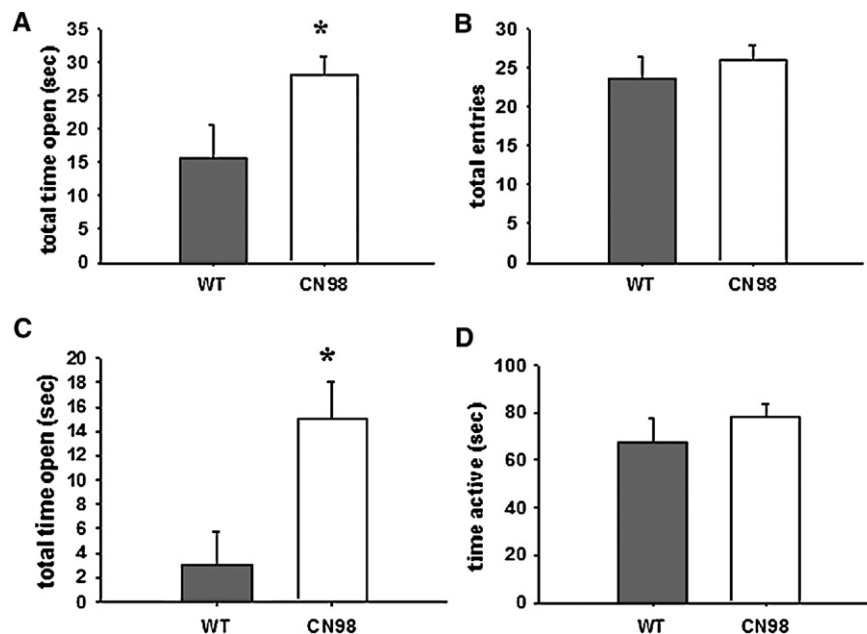 A
total time open (sec)
35
30
25
20
15
10
5
0
*
WT
CN98
B
total entries
30
25
20
15
10
5
0
WT
CN98
C
total time open (sec)
20
18
16
14
12
10
8
6
4
2
0
*
WT
CN98
D
time active (sec)
100
80
60
40
20
0
WT
CN98